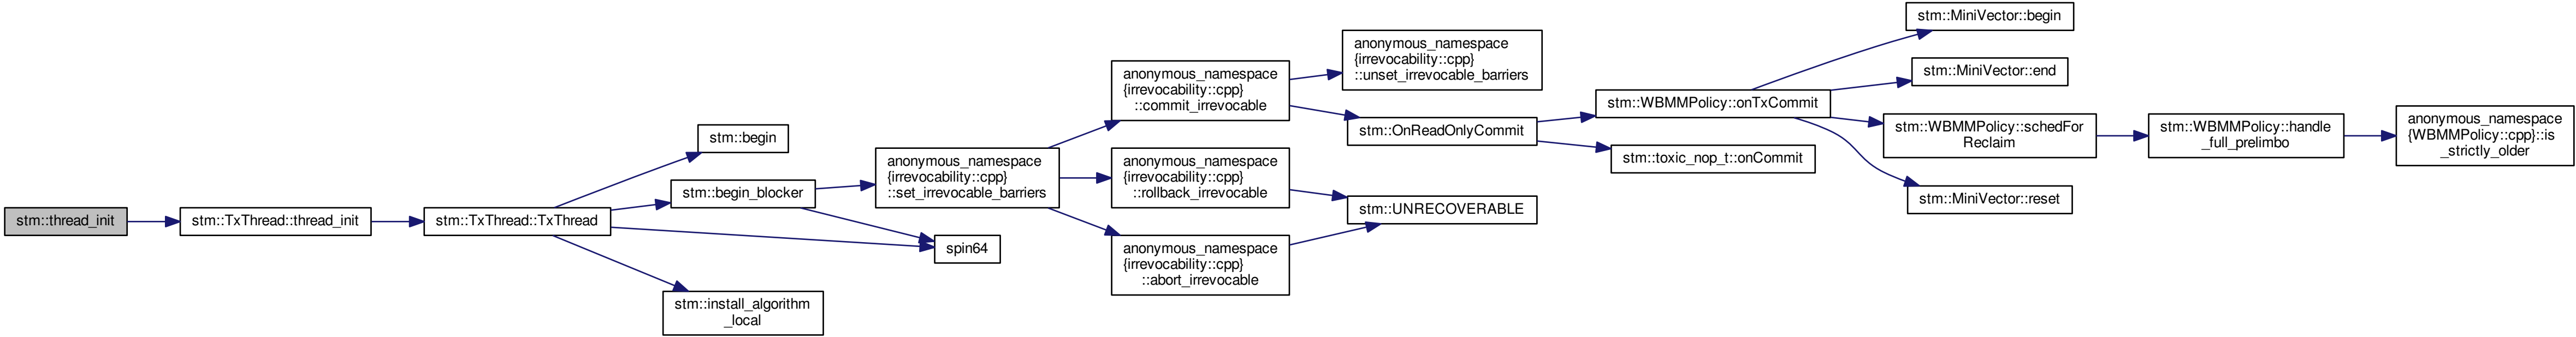 stm::thread_init
stm::TxThread::thread_init
stm::TxThread::TxThread
stm::begin
stm::begin_blocker
spin64
stm::install_algorithm
_local
anonymous_namespace
{irrevocability::cpp}
::set_irrevocable_barriers
anonymous_namespace
{irrevocability::cpp}
::commit_irrevocable
anonymous_namespace
{irrevocability::cpp}
::rollback_irrevocable
anonymous_namespace
{irrevocability::cpp}
::abort_irrevocable
anonymous_namespace
{irrevocability::cpp}
::unset_irrevocable_barriers
stm::OnReadOnlyCommit
stm::UNRECOVERABLE
stm::WBMMPolicy::onTxCommit
stm::toxic_nop_t::onCommit
stm::MiniVector::begin
stm::MiniVector::end
stm::WBMMPolicy::schedFor
Reclaim
stm::MiniVector::reset
stm::WBMMPolicy::handle
_full_prelimbo
anonymous_namespace
{WBMMPolicy::cpp}::is
_strictly_older